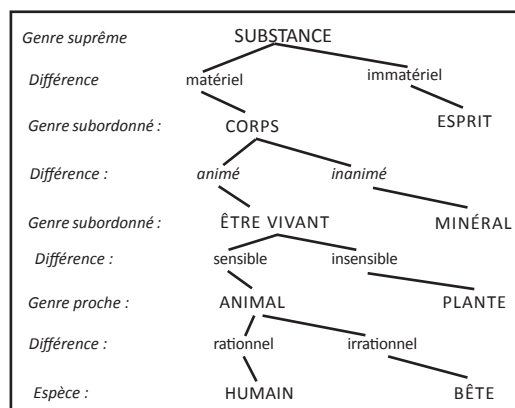 Genre suprême SUBSTANCE
Différence matériel immatériel
Genre subordonné : CORPS ESPRIT
Différence : animé inanimé
Genre subordonné : ÊTRE VIVANT MINÉRAL
Différence : sensible insensible
Genre proche : ANIMAL PLANTE
Différence : rationnel irrationnel
Espèce : HUMAIN BÊTE